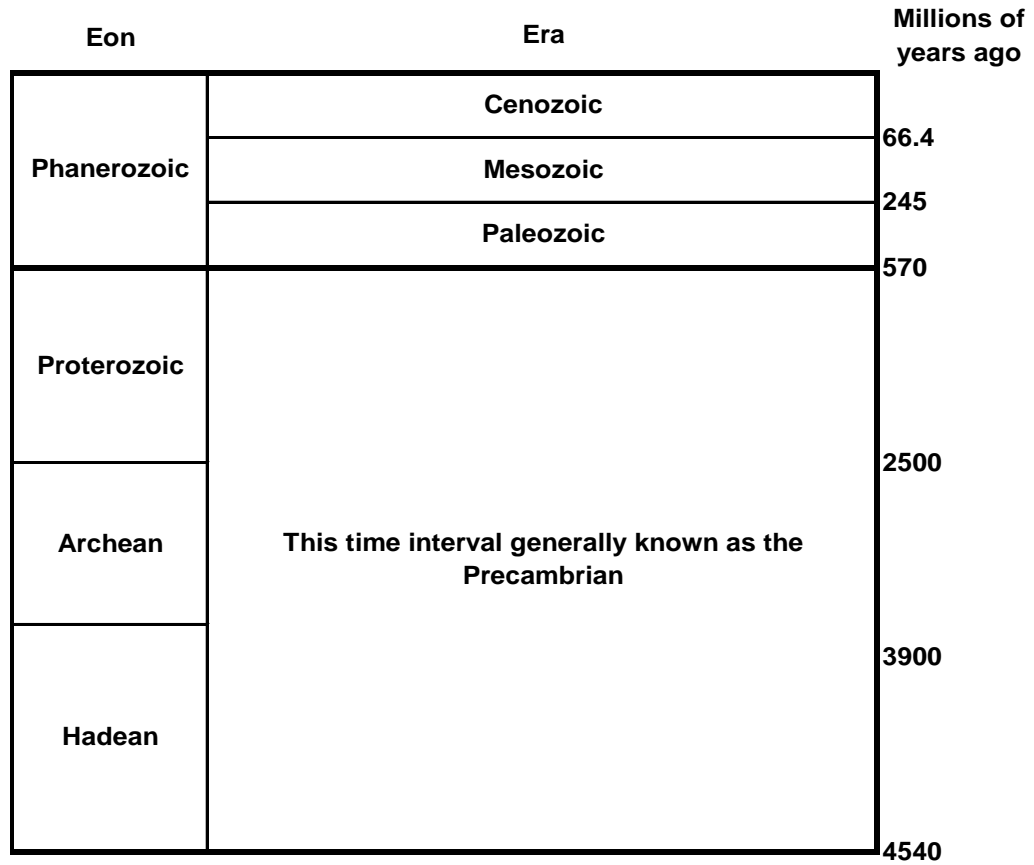 Eon
Era
Millions of
years ago
Phanerozoic
Cenozoic
66.4
Mesozoic
245
Paleozoic
570
Proterozoic
2500
Archean
This time interval generally known as the
Precambrian
3900
Hadean
4540